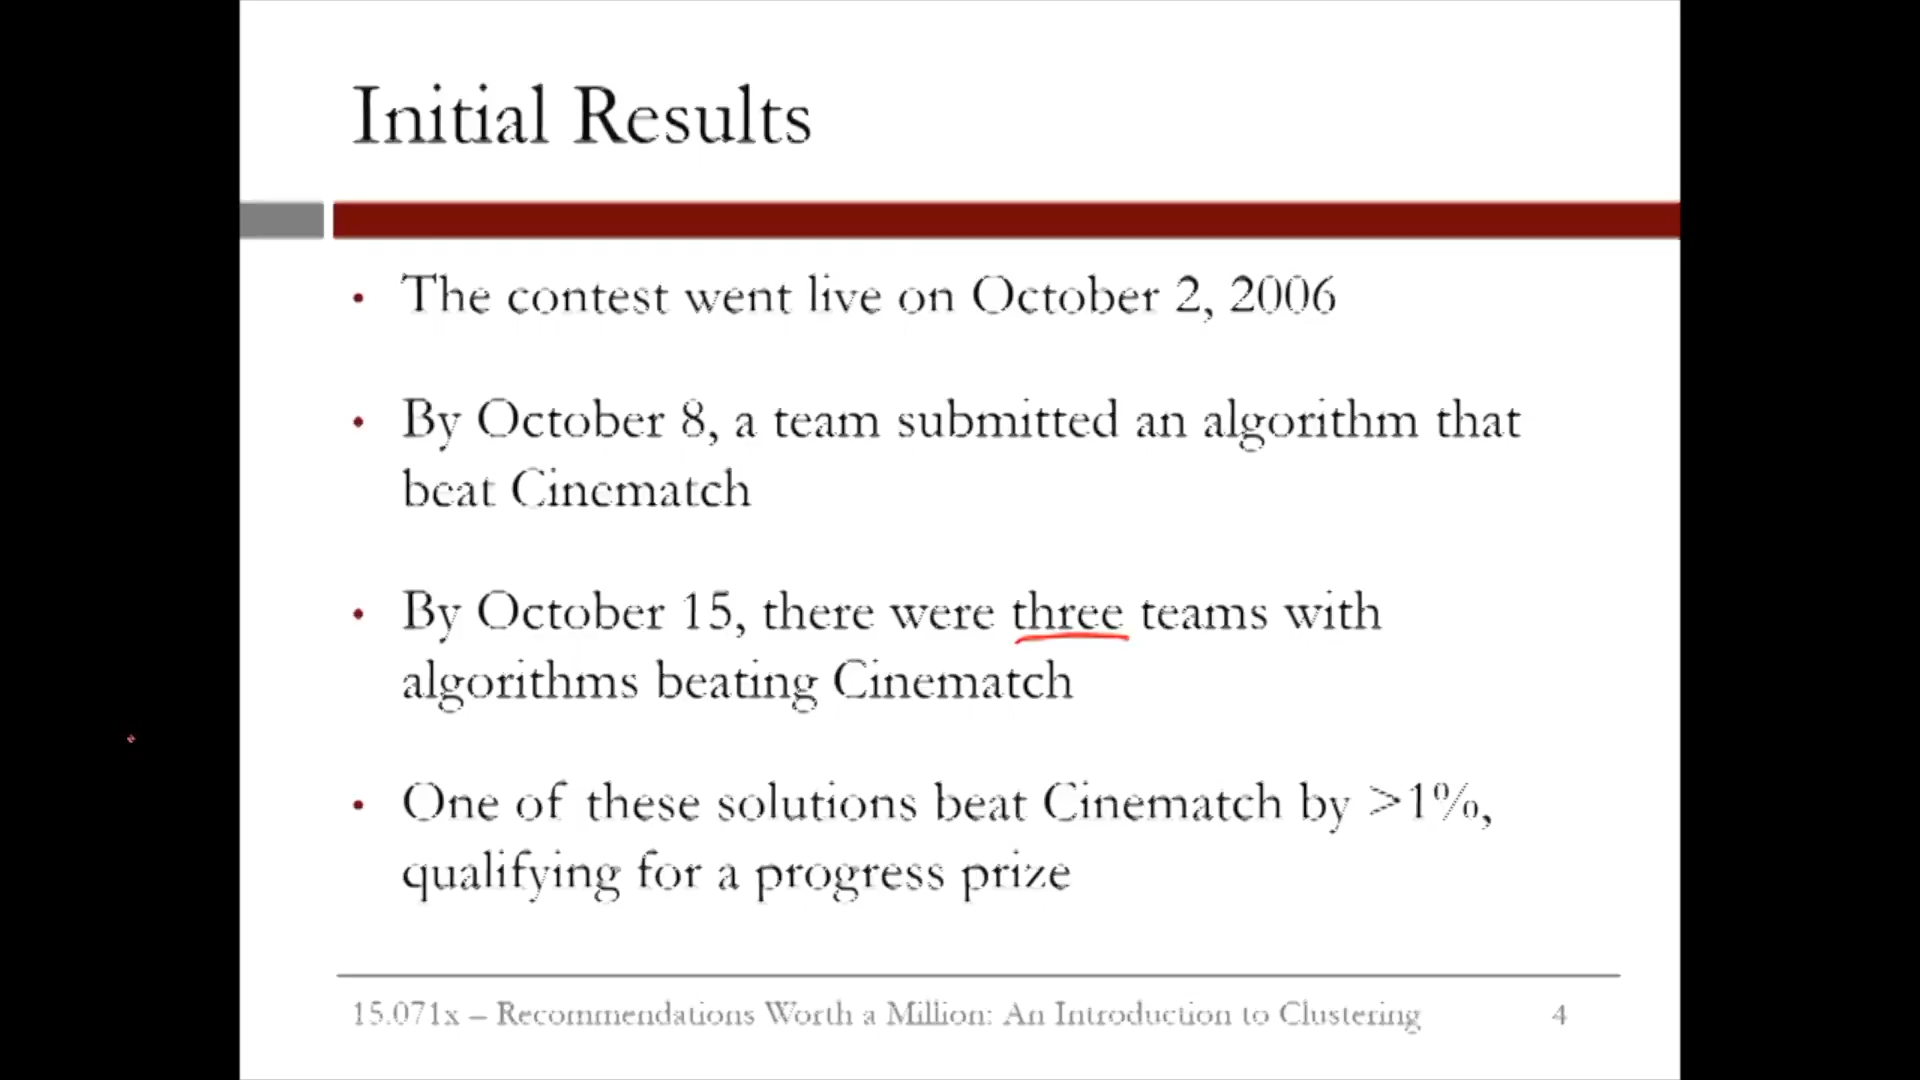 Initial Results
• The contest went live on October 2, 2006
• By October 8, a team submitted an algorithm that
beat Cinematch
• By October 15, there were three teams with
algorithms beating Cinematch
• One of these solutions beat Cinematch by >1%,
qualifying for a progress prize
15.071x – Recommendations Worth a Million: An Introduction to Clustering 4